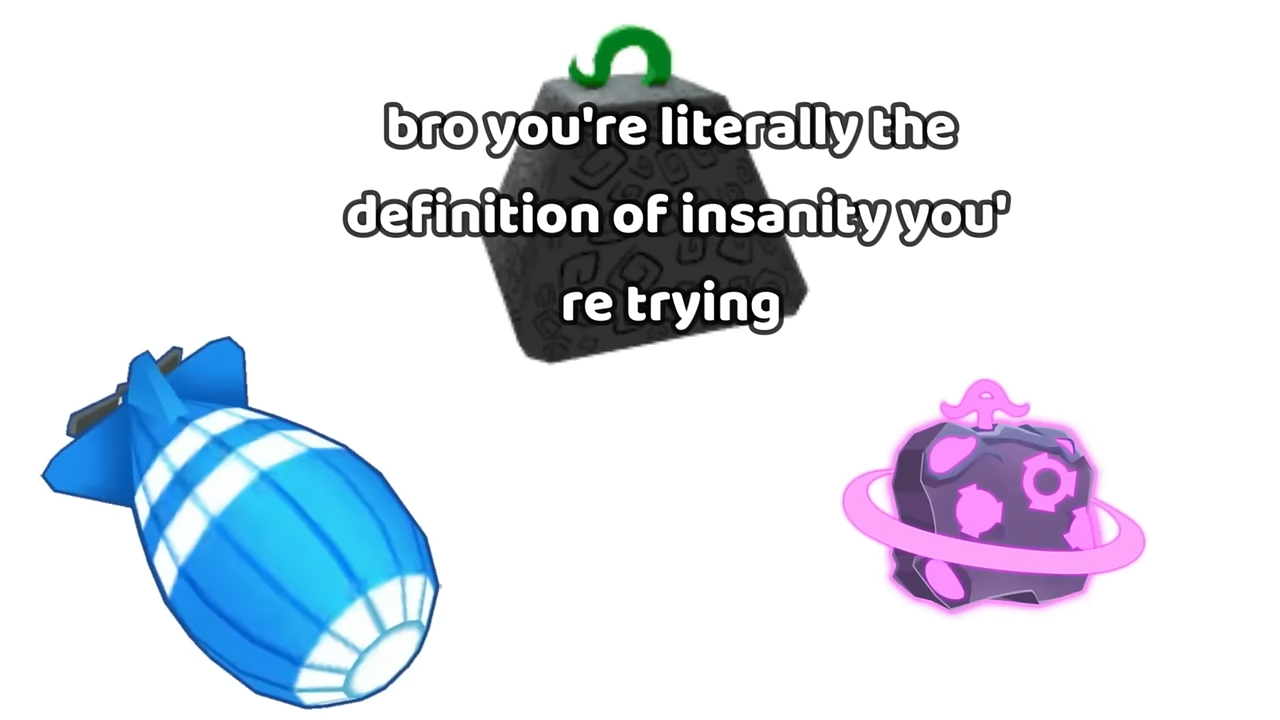 bro you're literally the
definition of insanity you'
re trying